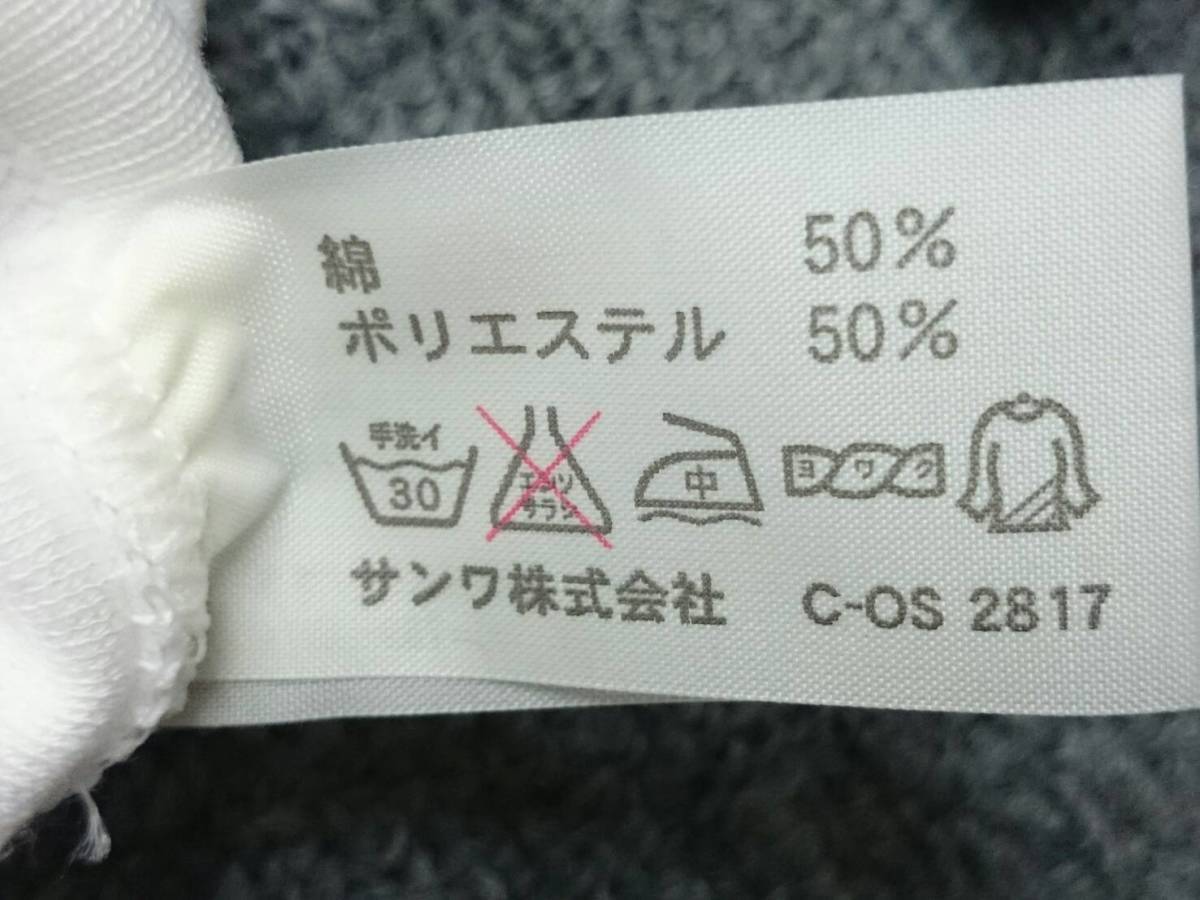 綿 50%
ポリエステル 50%
手洗イ
30
エンソ
サラシ
中
ヨワク
サンワ株式会社 C-OS 2817